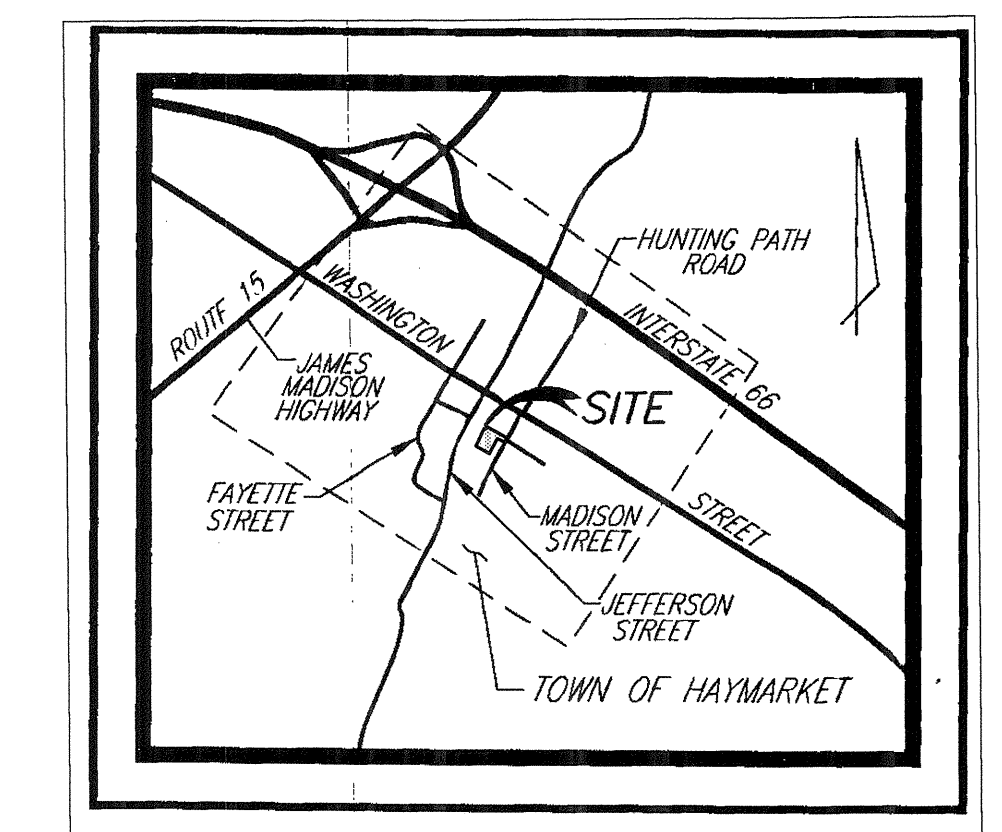 HUNTING PATH
ROAD
ROUTE 15
WASHINGTON
INTERSTATE 66
JAMES
MADISON
HIGHWAY
SITE
FAYETTE
STREET
MADISON
STREET
STREET
JEFFERSON
STREET
TOWN OF HAYMARKET